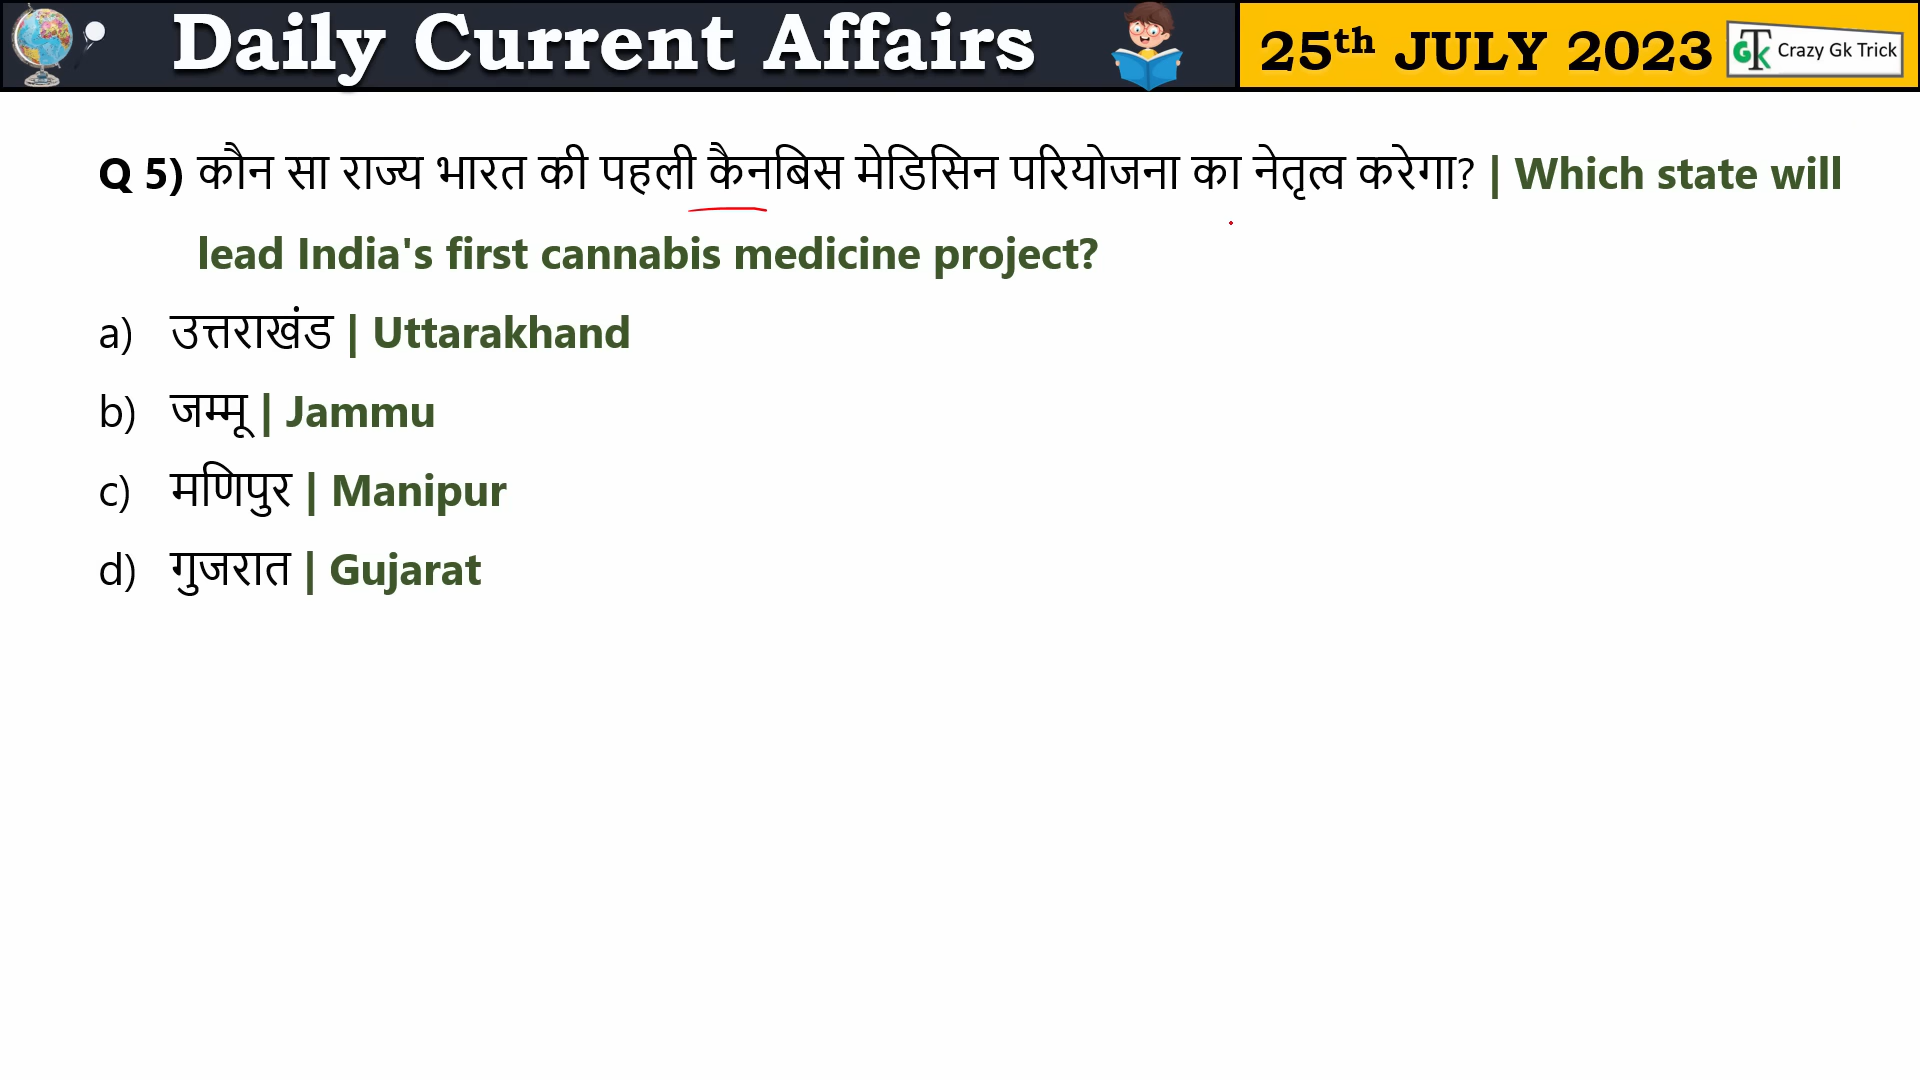 Daily Current Affairs
25th JULY 2023
GTK Crazy Gk Trick
Q 5) कौन सा राज्य भारत की पहली कैनबिस मेडिसिन परियोजना का नेतृत्व करेगा? | Which state will
lead India's first cannabis medicine project?
a) उत्तराखंड | Uttarakhand
b) जम्मू | Jammu
c) मणिपुर | Manipur
d) गुजरात | Gujarat